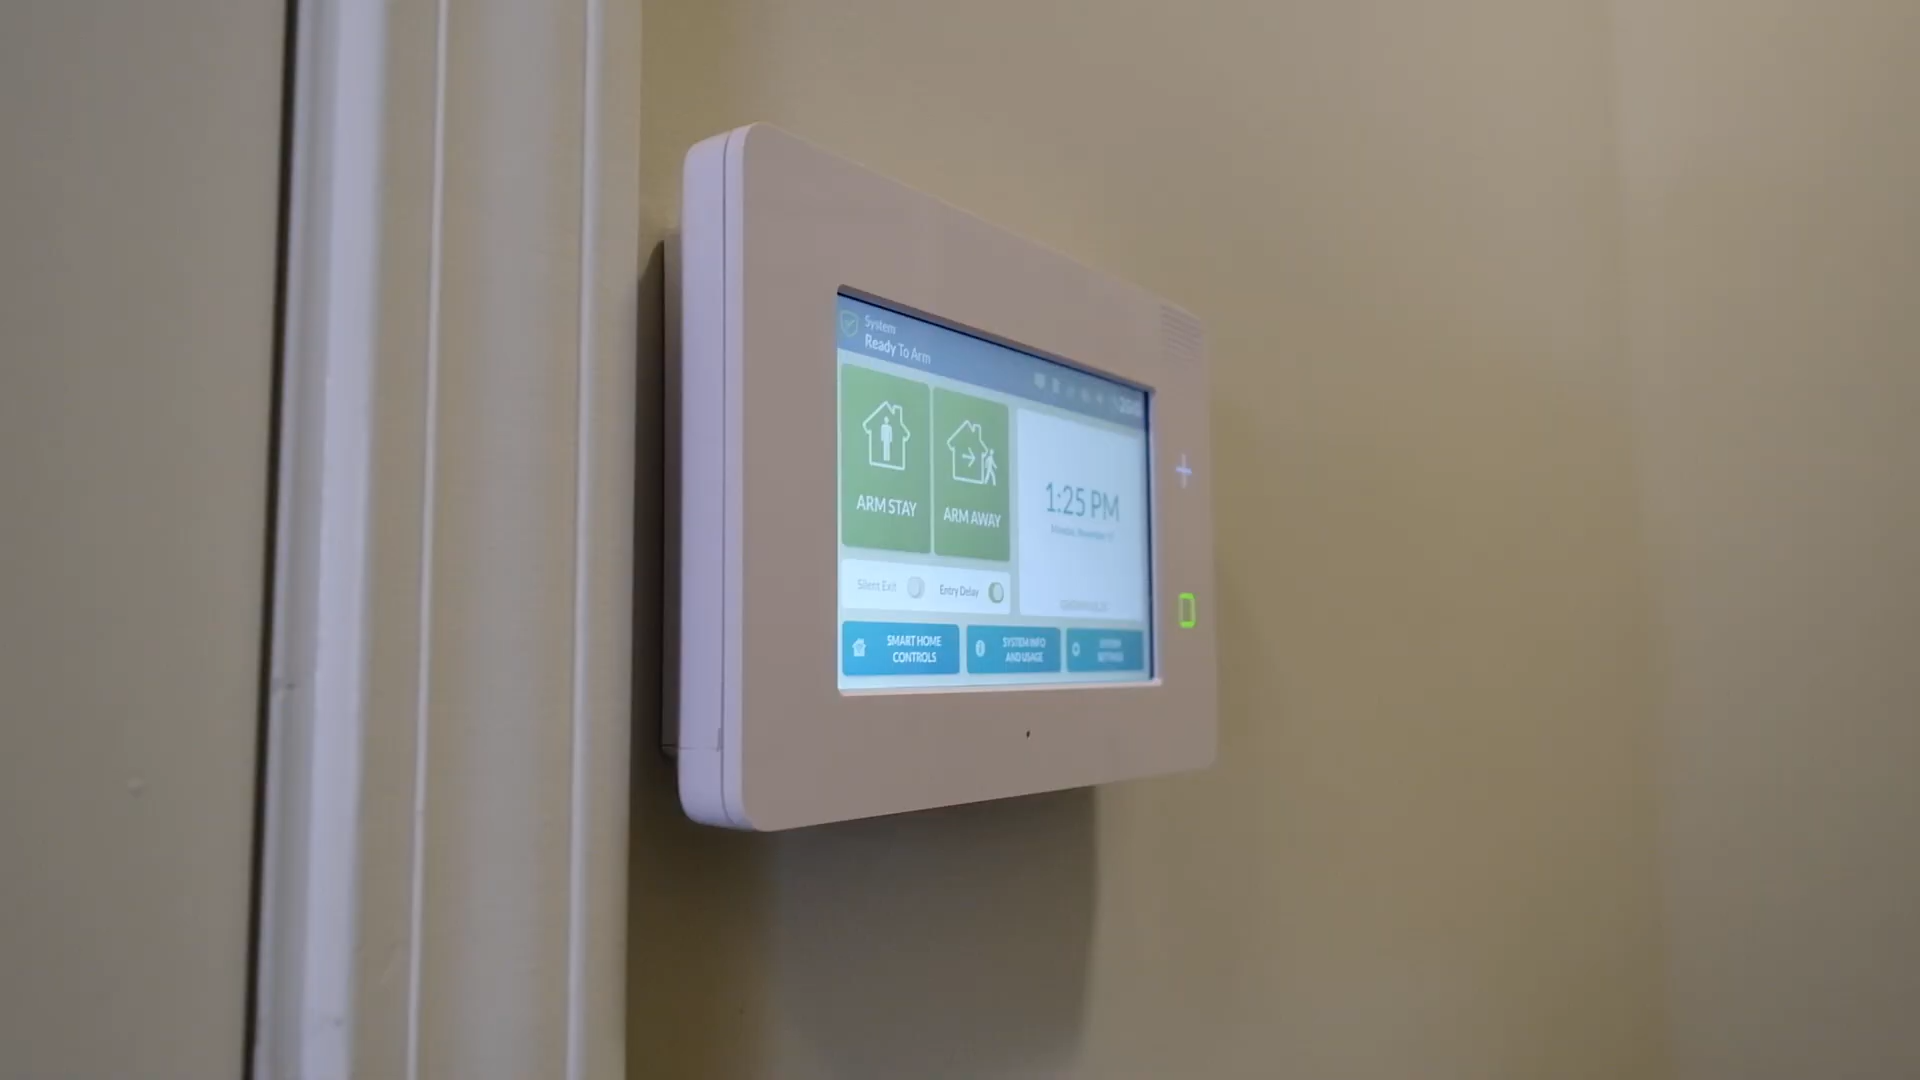 System
Ready To Arm
ARM STAY
ARM AWAY
1:25 PM
Silent Exit
Entry Delay
SMART HOME
CONTROLS
SYSTEM INFO
AND USAGE